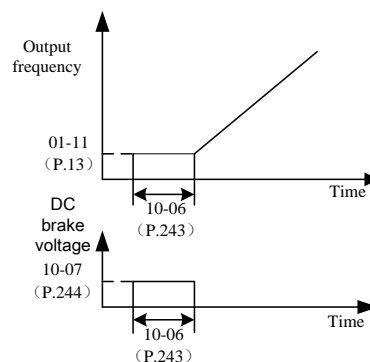 Output
frequency
01-11
（P.13）
Time
10-06
（P.243）
DC
brake
voltage
10-07
（P.244）
Time
10-06
（P.243）